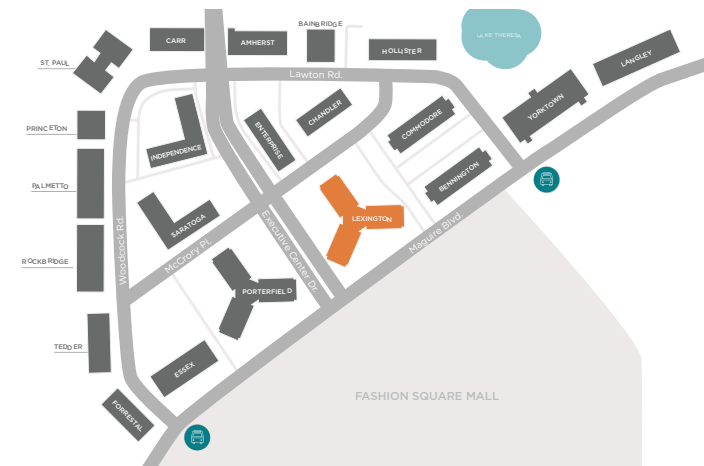 BAINBRIDGE
CARR
AMHERST
HOLLISTER
LAKE THERESA
LANGLEY
ST. PAUL
Lawton Rd.
YORKTOWN
CHANDLER
COMMODORE
PRINCETON
ENTERPRISE
INDEPENDENCE
BENNINGTON
PALMETTO
SARATOGA
LEXINGTON
Woodcock Rd.
McCrory Pl.
Executive Center Dr.
Maguire Blvd.
ROCKBRIDGE
PORTERFIELD
TEDDER
ESSEX
FORRESTAL
FASHION SQUARE MALL